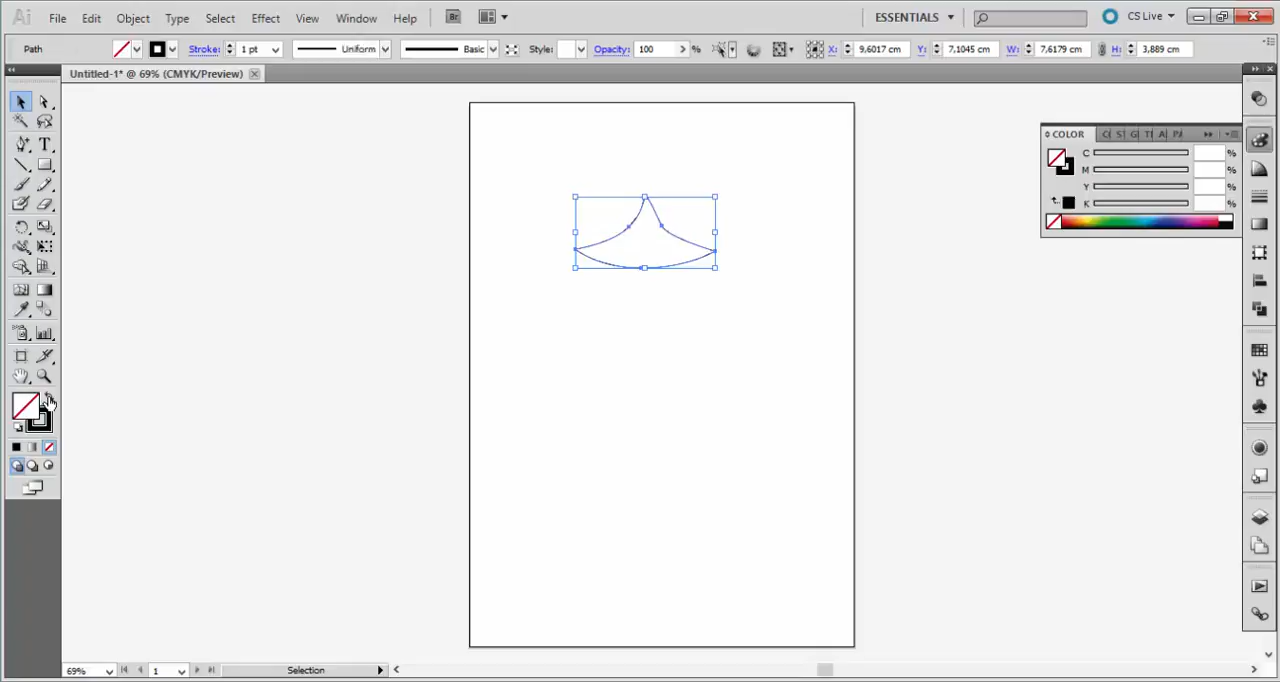 Ai File Edit Object Type Select Effect View Window Help Br ESSENTIALS CS Live
Path Stroke: 1 pt Uniform Basic Style: Opacity: 100 % X: 9,6017 cm Y: 7,1045 cm W: 7,6179 cm H: 3,889 cm
Untitled-1* @ 69% (CMYK/Preview)
COLOR
C %
M %
Y %
K %
T
69% 1 Selection